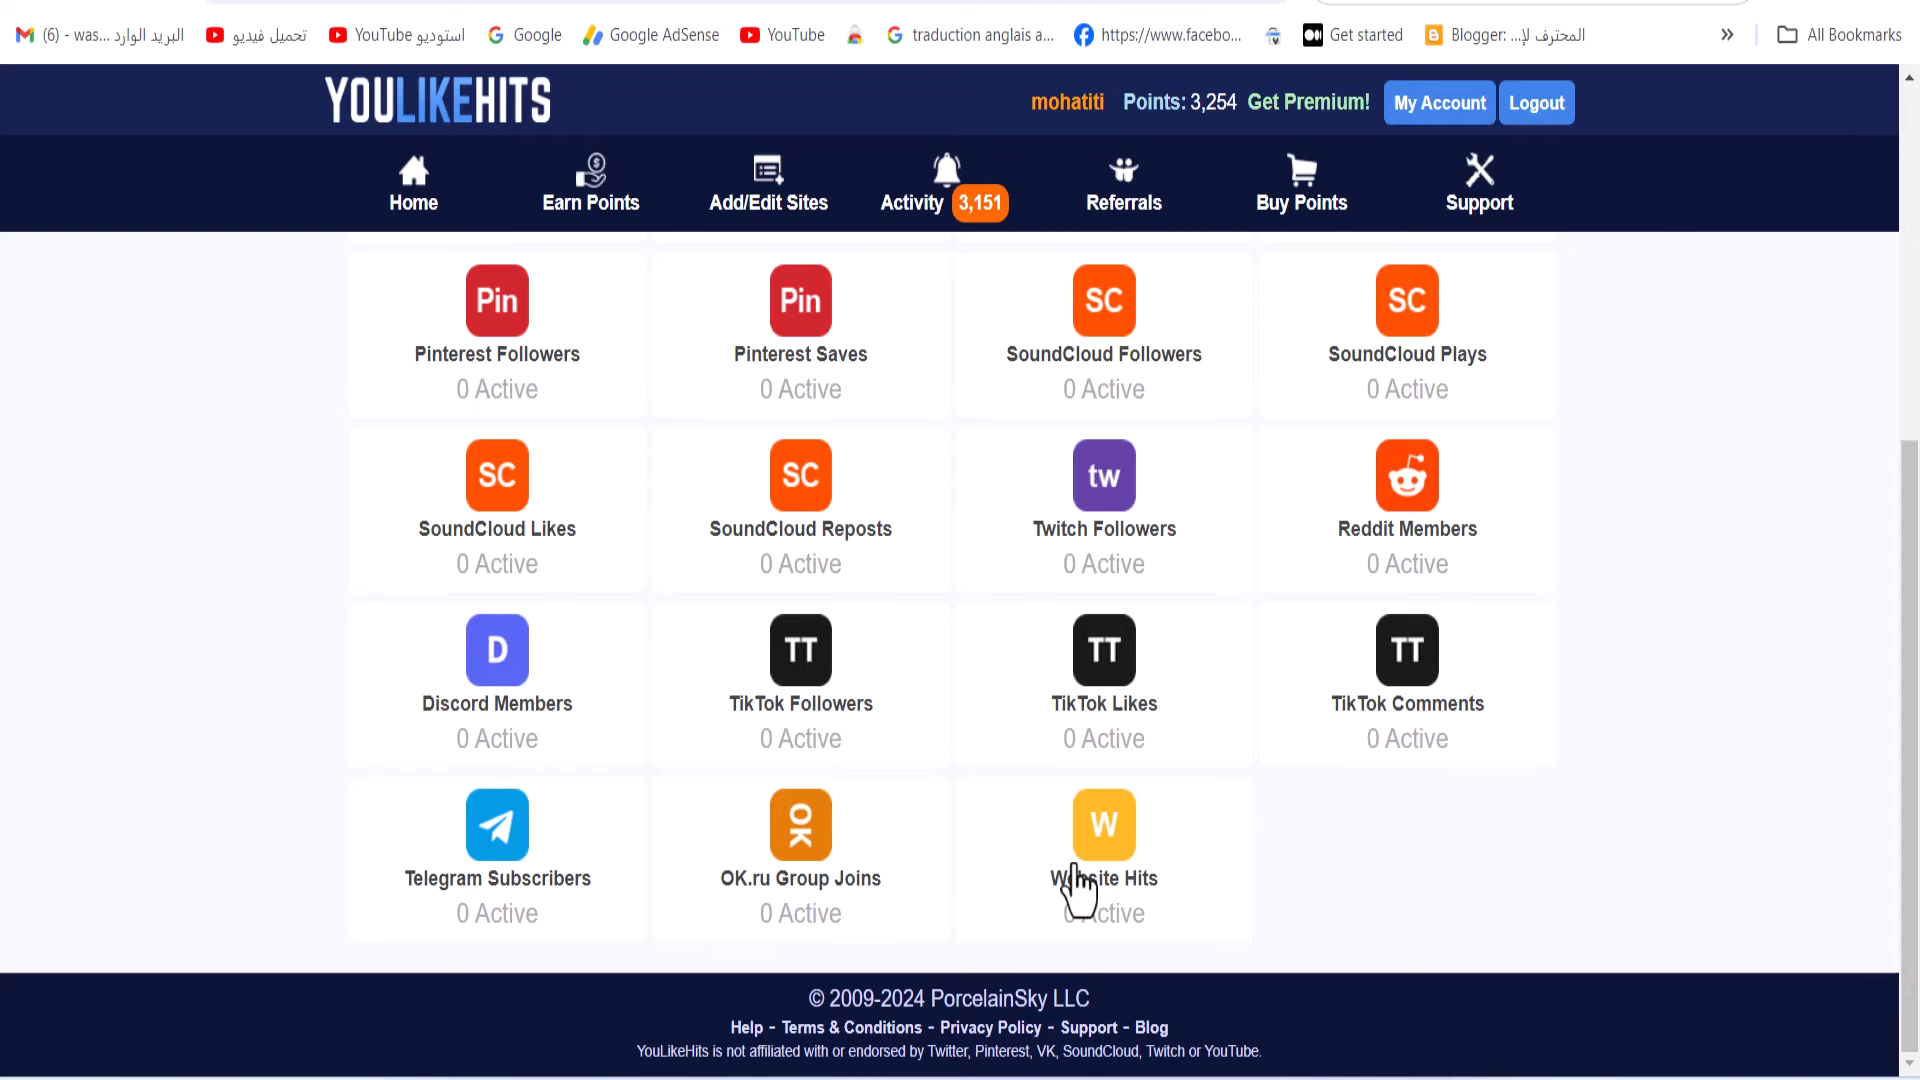 (6) - was... البريد الوارد
تحميل فيديو
YouTube استوديو
Google
Google AdSense
YouTube
traduction anglais a...
https://www.facebo...
Get started
Blogger: ...المحترف لإ
»
All Bookmarks
YOULIKEHITS
mohatiti Points: 3,254 Get Premium! My Account Logout
Home Earn Points Add/Edit Sites Activity 3,151 Referrals Buy Points Support
Pin Pin SC SC
Pinterest Followers Pinterest Saves SoundCloud Followers SoundCloud Plays
0 Active 0 Active 0 Active 0 Active
SC SC tw
SoundCloud Likes SoundCloud Reposts Twitch Followers Reddit Members
0 Active 0 Active 0 Active 0 Active
D TT TT TT
Discord Members TikTok Followers TikTok Likes TikTok Comments
0 Active 0 Active 0 Active 0 Active
OK W
Telegram Subscribers OK.ru Group Joins Website Hits
0 Active 0 Active 0 Active
© 2009-2024 PorcelainSky LLC
Help - Terms & Conditions - Privacy Policy - Support - Blog
YouLikeHits is not affiliated with or endorsed by Twitter, Pinterest, VK, SoundCloud, Twitch or YouTube.